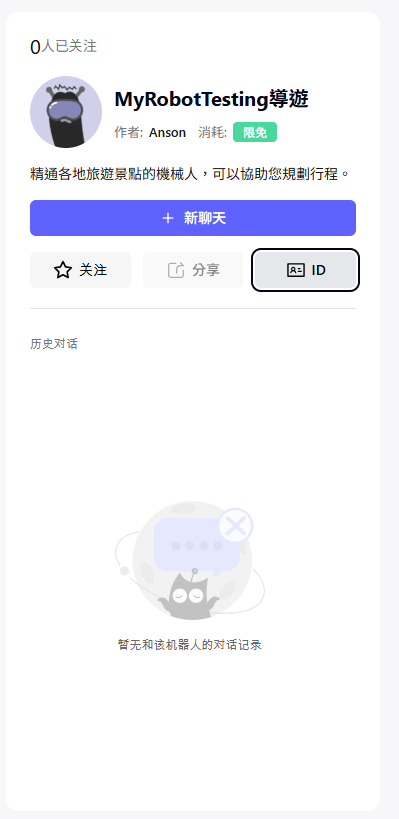 0人已关注
MyRobotTesting導遊
作者: Anson 消耗: 限免
精通各地旅遊景點的機械人，可以協助您規劃行程。
+ 新聊天
关注 分享 ID
历史对话
暂无和该机器人的对话记录